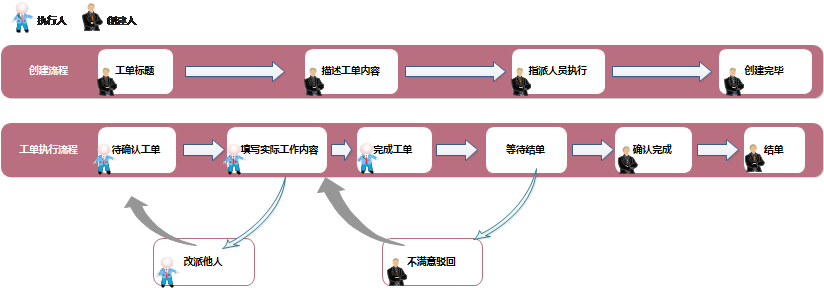 执行人
创建人
创建流程
工单标题
描述工单内容
指派人员执行
创建完毕
工单执行流程
待确认工单
填写实际工作内容
完成工单
等待结单
确认完成
结单
改派他人
不满意驳回